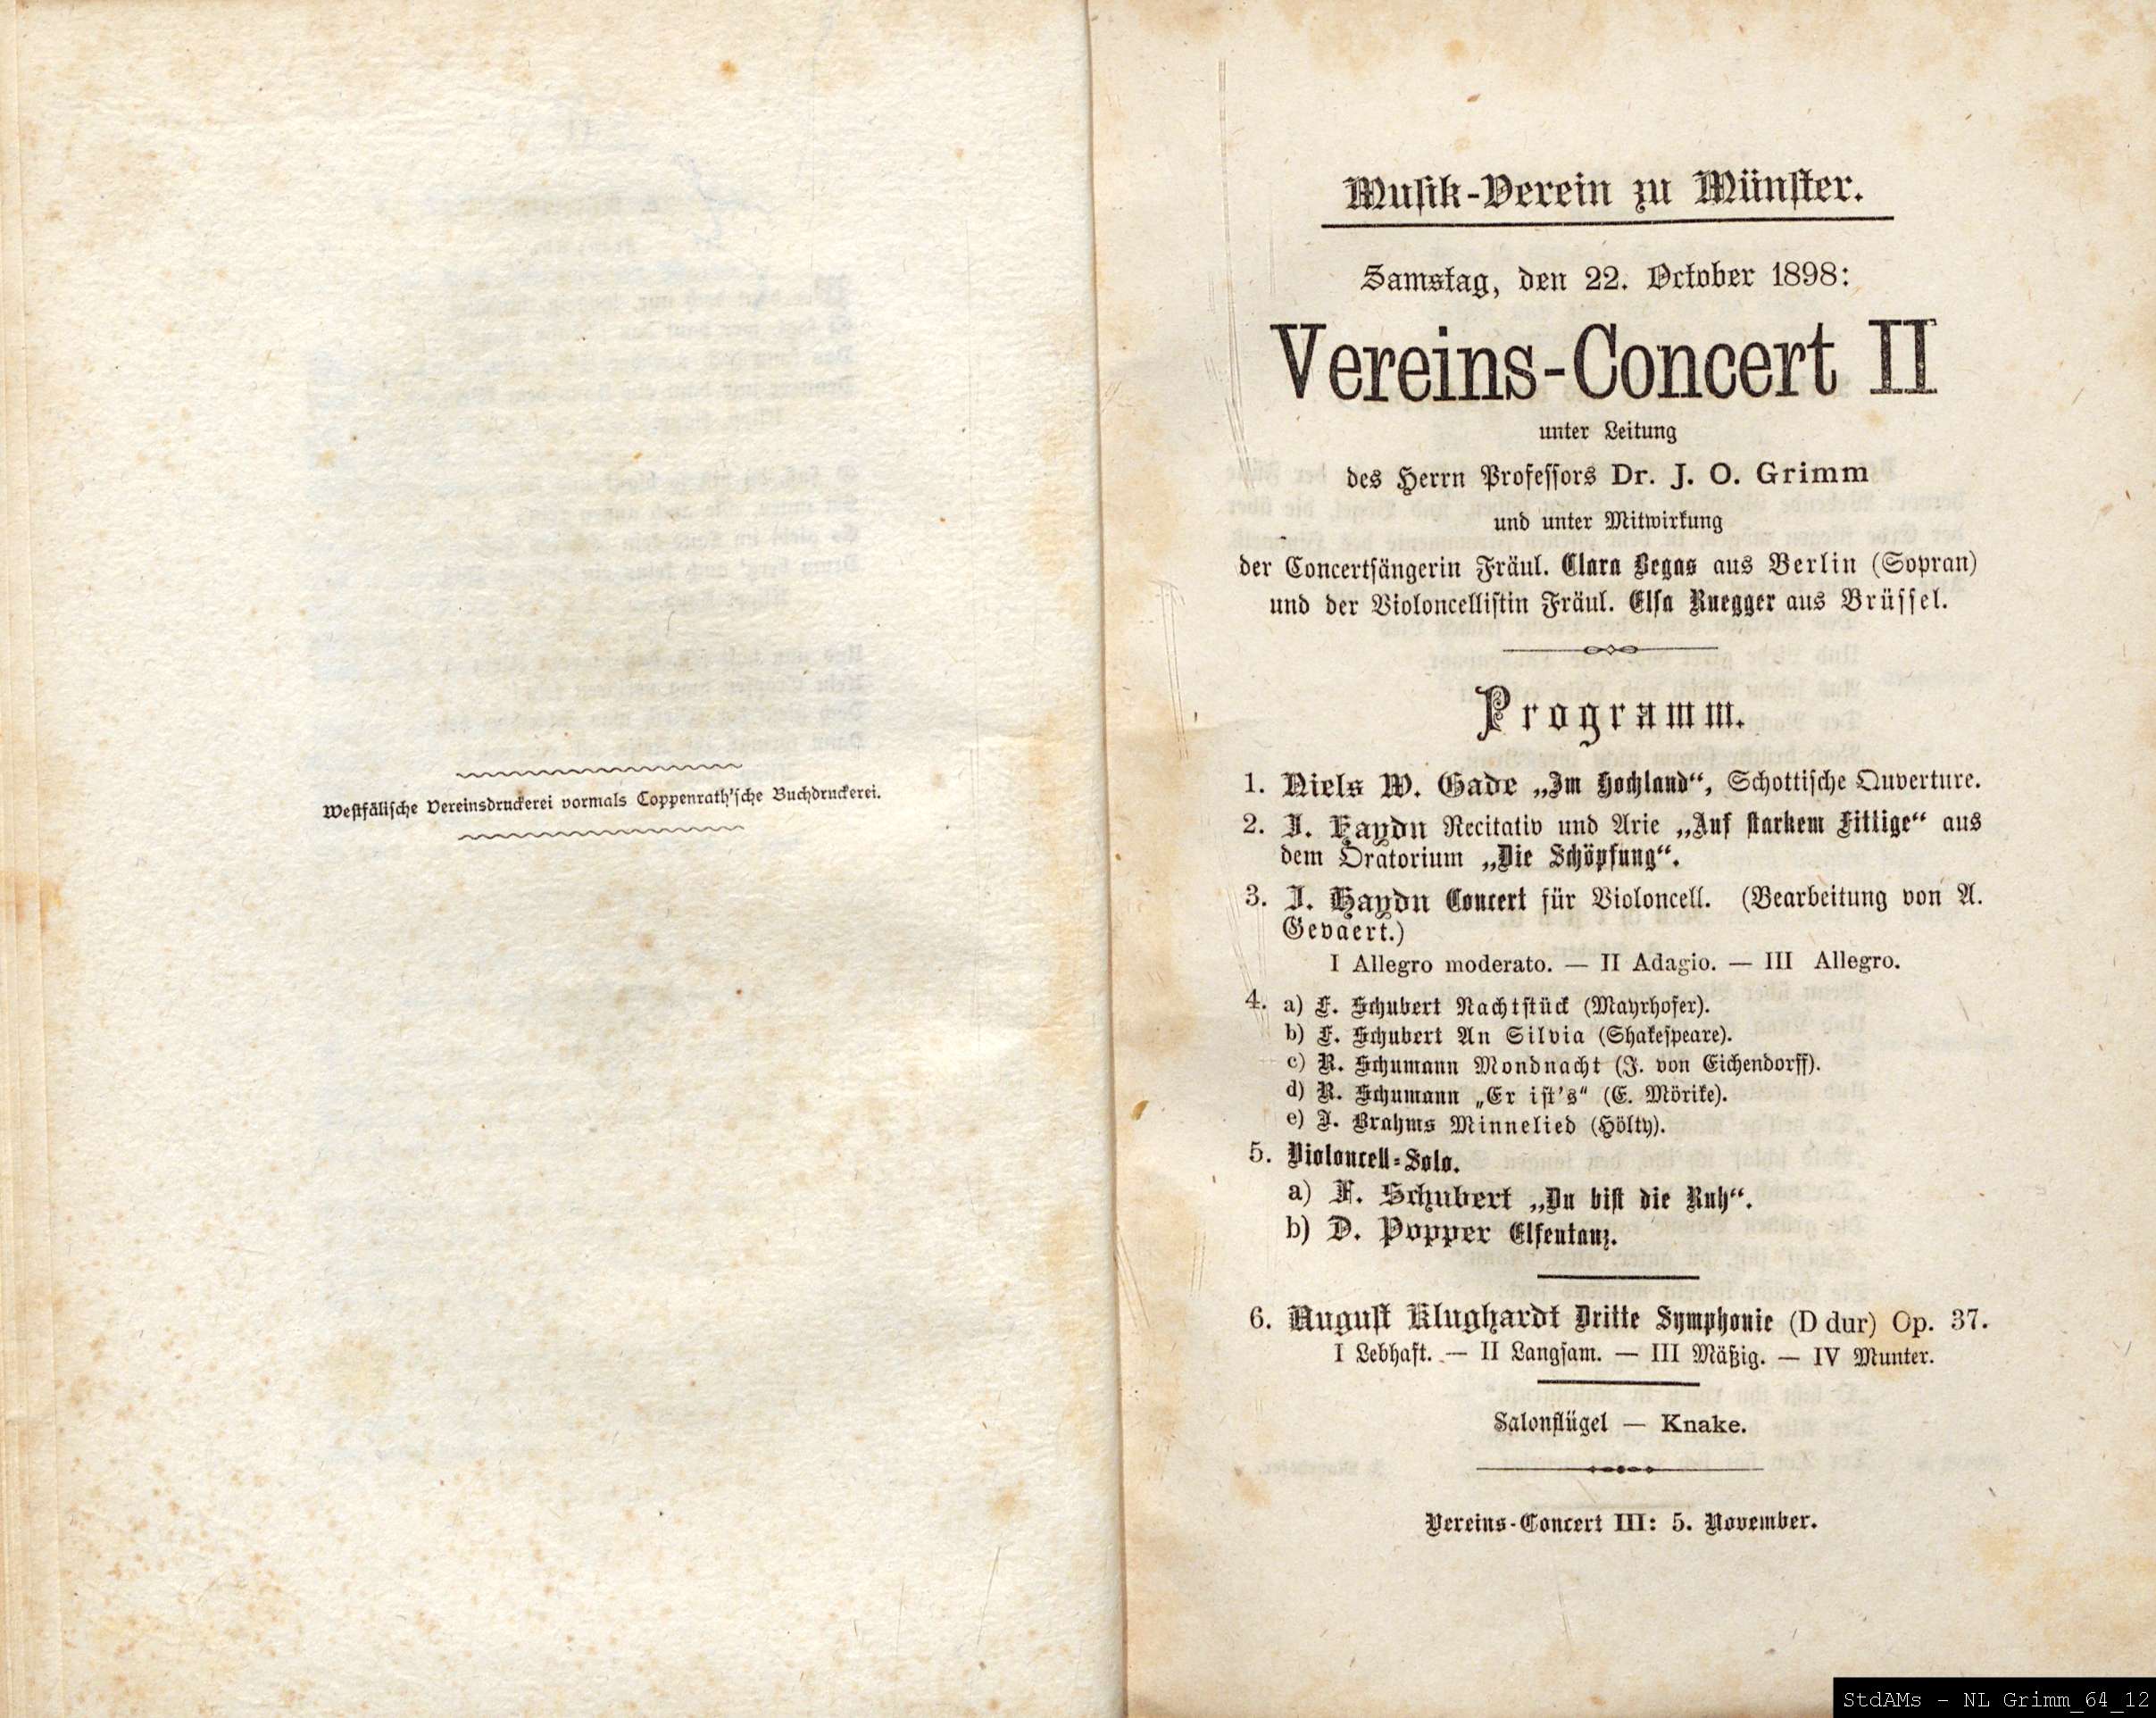 Westfälische Vereinsdruckerei vormals Coppenrath'sche Buchdruckerei.
Musik-Verein zu Münster.
Samstag, den 22. October 1898:
Vereins-Concert II
unter Leitung
des Herrn Professors Dr. J. O. Grimm
und unter Mitwirkung
der Concertsängerin Fräul. Clara Begas aus Berlin (Sopran)
und der Violoncellistin Fräul. Elsa Ruegger aus Brüssel.
Programm.
1. Niels W. Gade „Im Hochland“, Schottische Ouverture.
2. J. Haydn Recitativ und Arie „Auf starkem Fittige“ aus
dem Oratorium „Die Schöpfung“.
3. J. Haydn Concert für Violoncell. (Bearbeitung von A.
Gevaert.)
I Allegro moderato. — II Adagio. — III Allegro.
4. a) F. Schubert Nachtstück (Mayrhofer).
b) F. Schubert An Silvia (Shakespeare).
c) R. Schumann Mondnacht (J. von Eichendorff).
d) R. Schumann „Er ist's“ (E. Mörike).
e) J. Brahms Minnelied (Hölty).
5. Violoncell-Solo.
a) F. Schubert „Du bist die Ruh“.
b) D. Popper Elfentanz.
6. August Klughardt Dritte Symphonie (D dur) Op. 37.
I Lebhaft. — II Langsam. — III Mäßig. — IV Munter.
Salonflügel — Knake.
Vereins-Concert III: 5. November.
StdAMs – NL Grimm_64_12